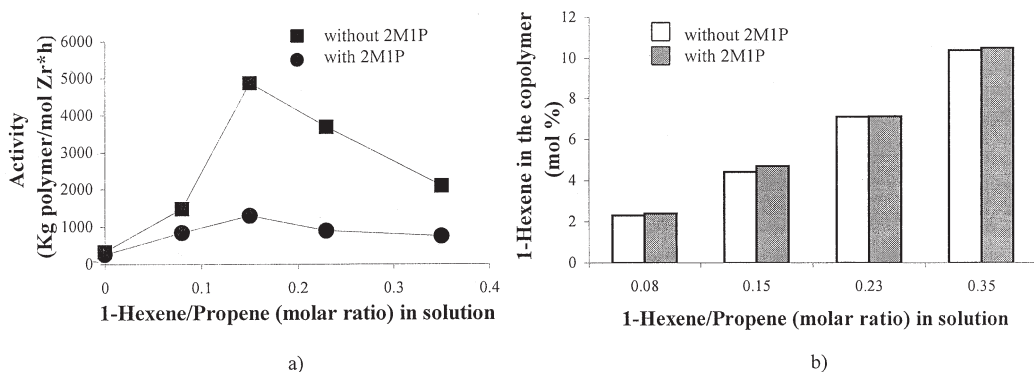 6000
5000
4000
3000
2000
1000
0
Activity
(Kg polymer/mol Zr*h)
without 2M1P
with 2M1P
0 0.1 0.2 0.3 0.4
1-Hexene/Propene (molar ratio) in solution
a)
12
10
8
6
4
2
0
1-Hexene in the copolymer
(mol %)
without 2M1P
with 2M1P
0.08 0.15 0.23 0.35
1-Hexene/Propene (molar ratio) in solution
b)